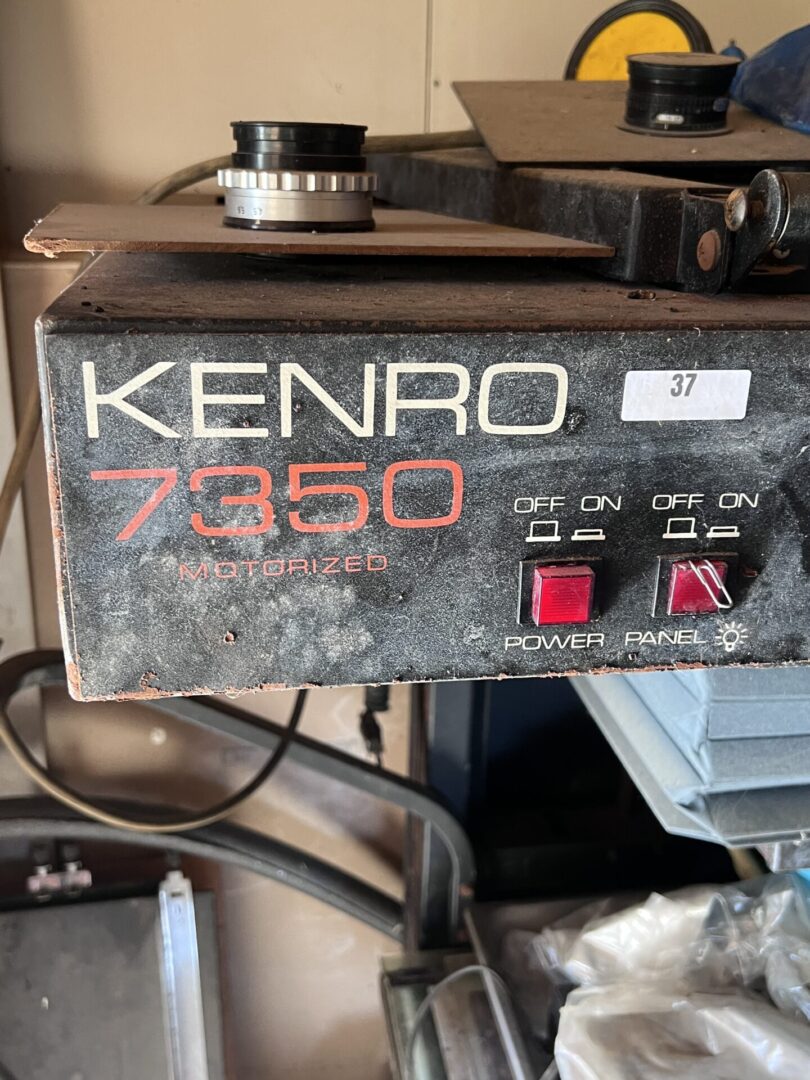 KENRO
37
7350
MOTORIZED
OFF ON
OFF ON
POWER
PANEL